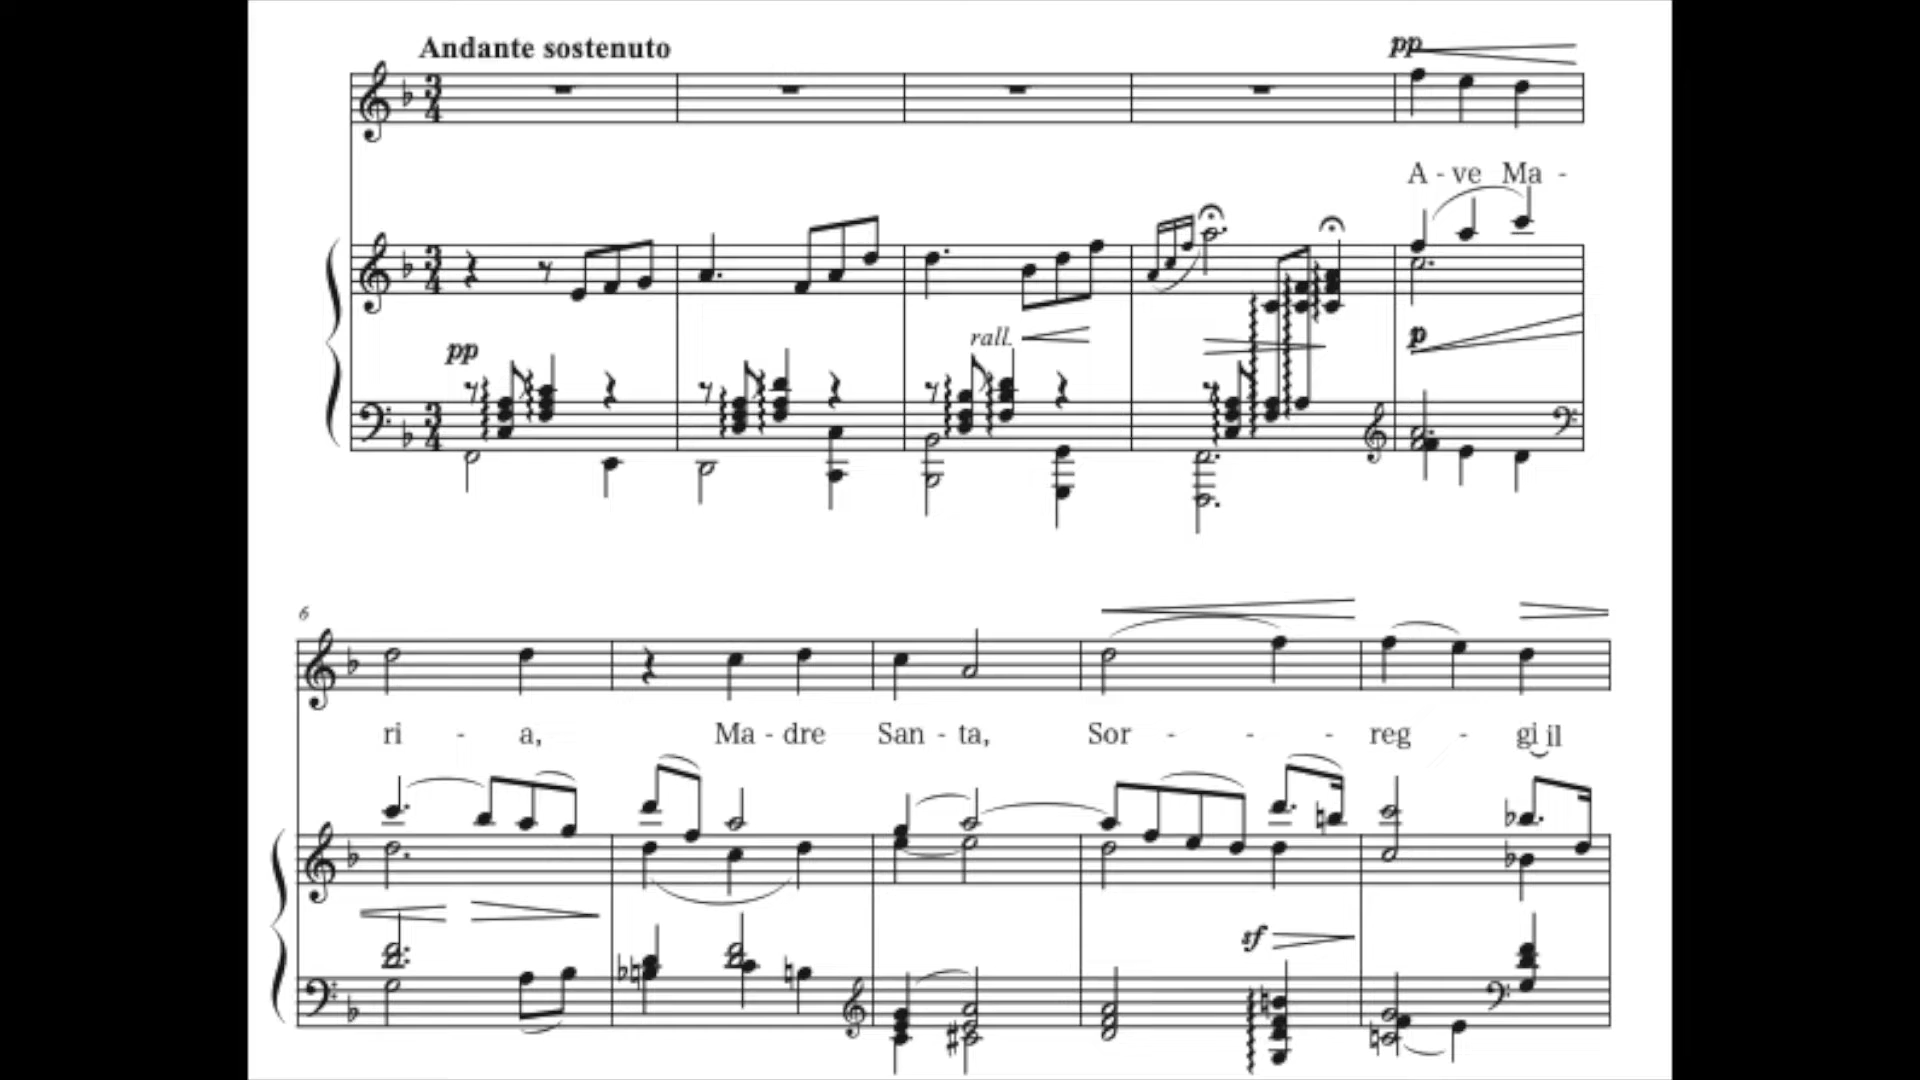 Andante sostenuto
pp
A - ve Ma -
rall.
pp
p
6
ri - a, Ma - dre San - ta, Sor - - - reg - gi il
sf